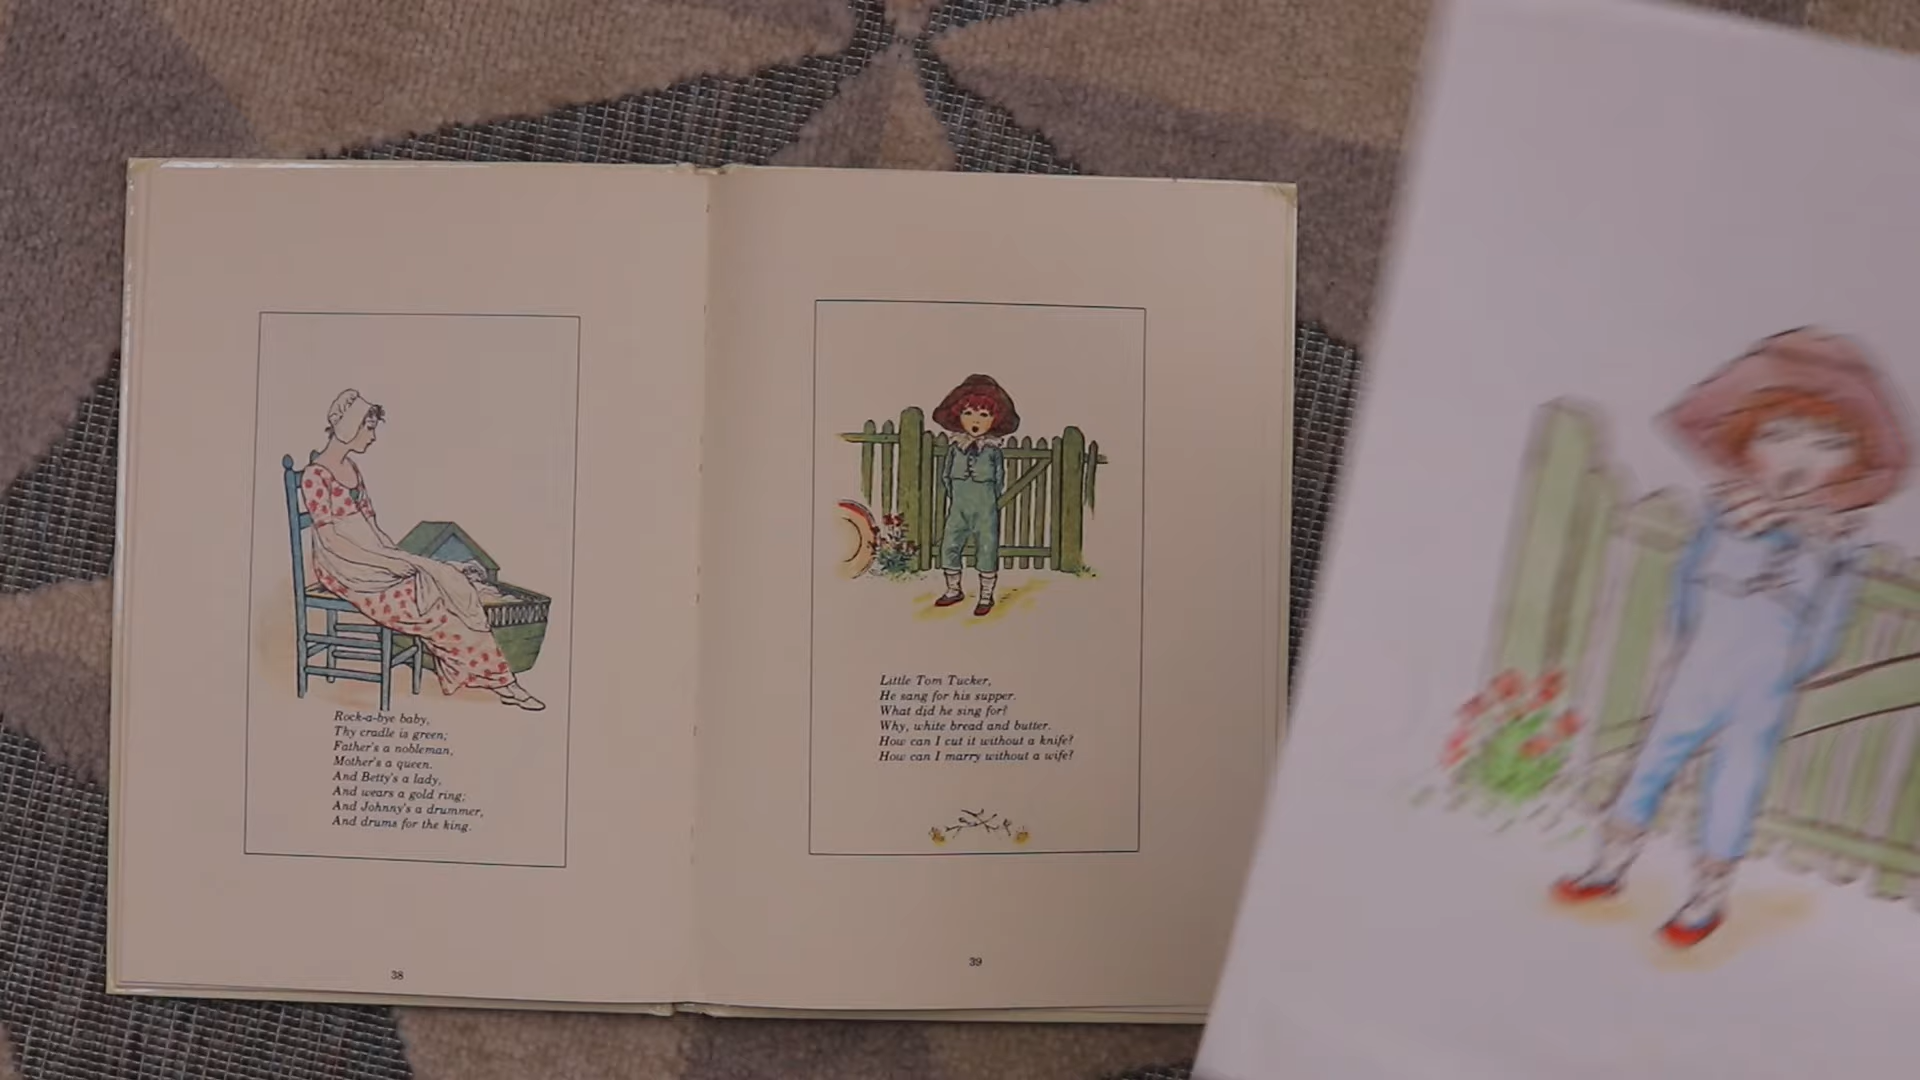 Rock-a-bye baby,
Thy cradle is green;
Father's a nobleman,
Mother's a queen.
And Betty's a lady,
And wears a gold ring;
And Johnny's a drummer,
And drums for the king.
38
Little Tom Tucker,
He sang for his supper.
What did he sing for?
Why, white bread and butter.
How can I cut it without a knife?
How can I marry without a wife?
39